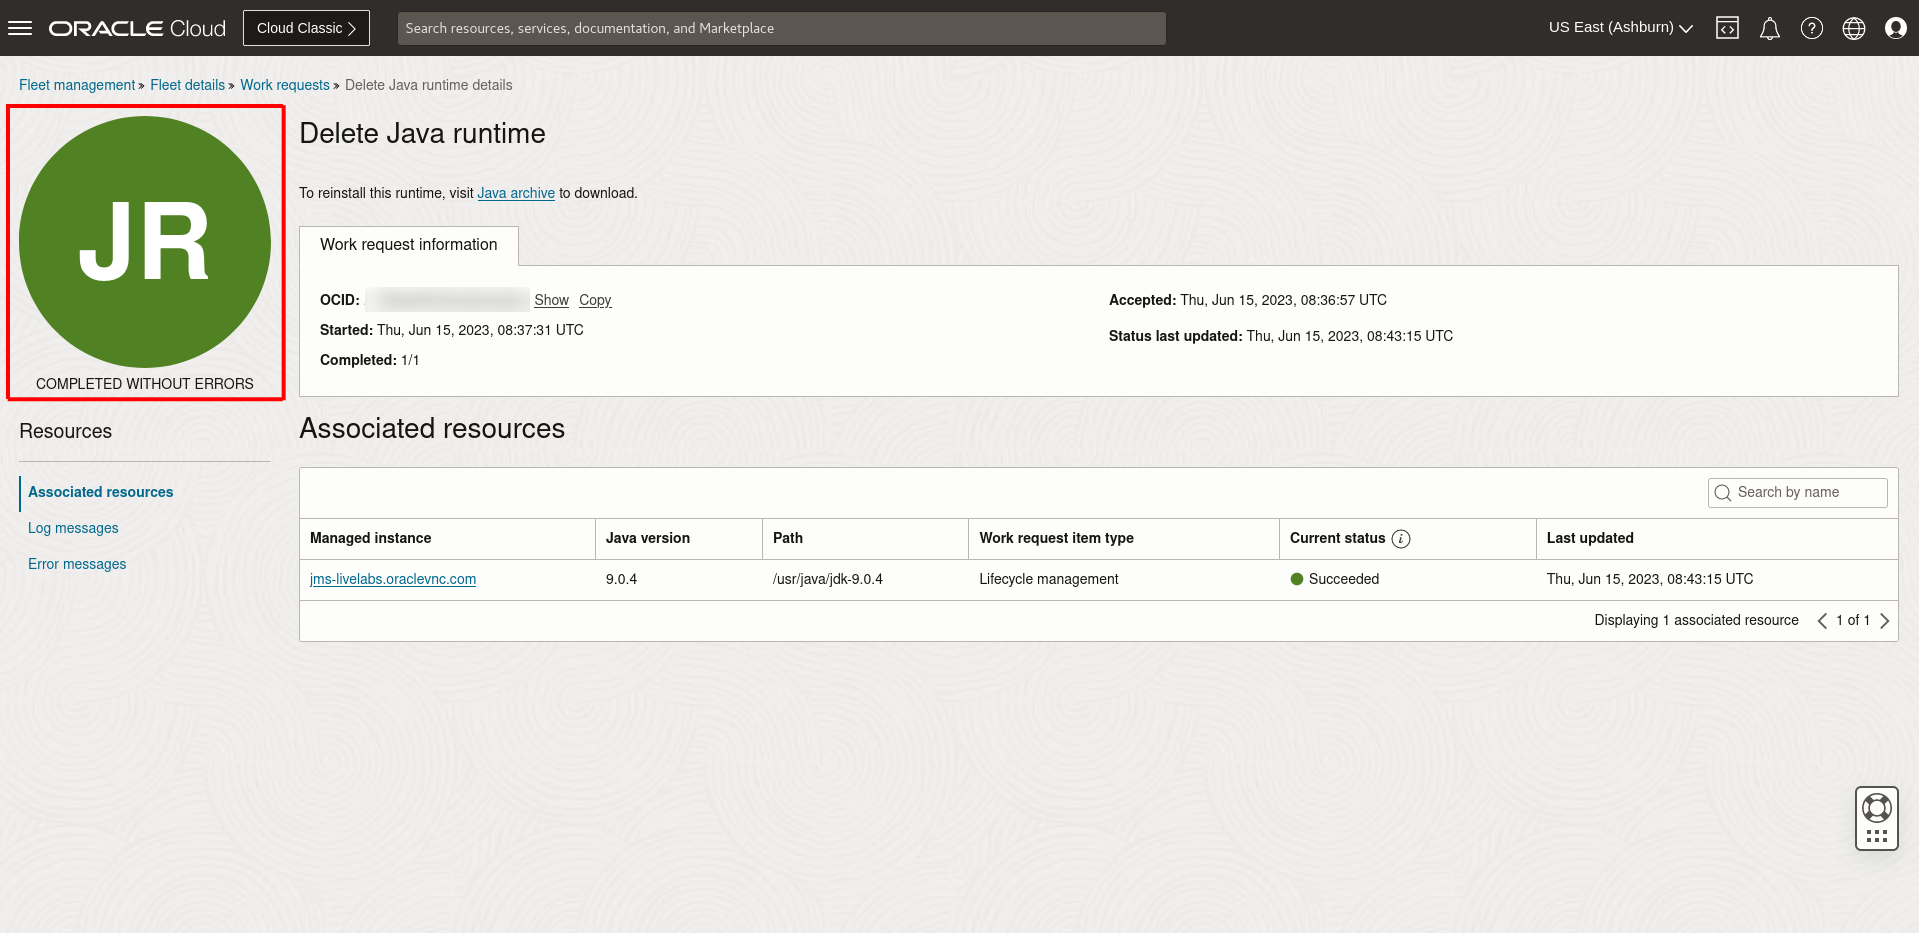 ORACLE Cloud
Cloud Classic
Search resources, services, documentation, and Marketplace
US East (Ashburn)
Fleet management » Fleet details » Work requests » Delete Java runtime details
JR
COMPLETED WITHOUT ERRORS
Resources
Associated resources
Log messages
Error messages
Delete Java runtime
To reinstall this runtime, visit Java archive to download.
Work request information
OCID: Show Copy
Started: Thu, Jun 15, 2023, 08:37:31 UTC
Completed: 1/1
Accepted: Thu, Jun 15, 2023, 08:36:57 UTC
Status last updated: Thu, Jun 15, 2023, 08:43:15 UTC
Associated resources
Search by name
Managed instance Java version Path Work request item type Current status Last updated
jms-livelabs.oraclevnc.com 9.0.4 /usr/java/jdk-9.0.4 Lifecycle management Succeeded Thu, Jun 15, 2023, 08:43:15 UTC
Displaying 1 associated resource 1 of 1